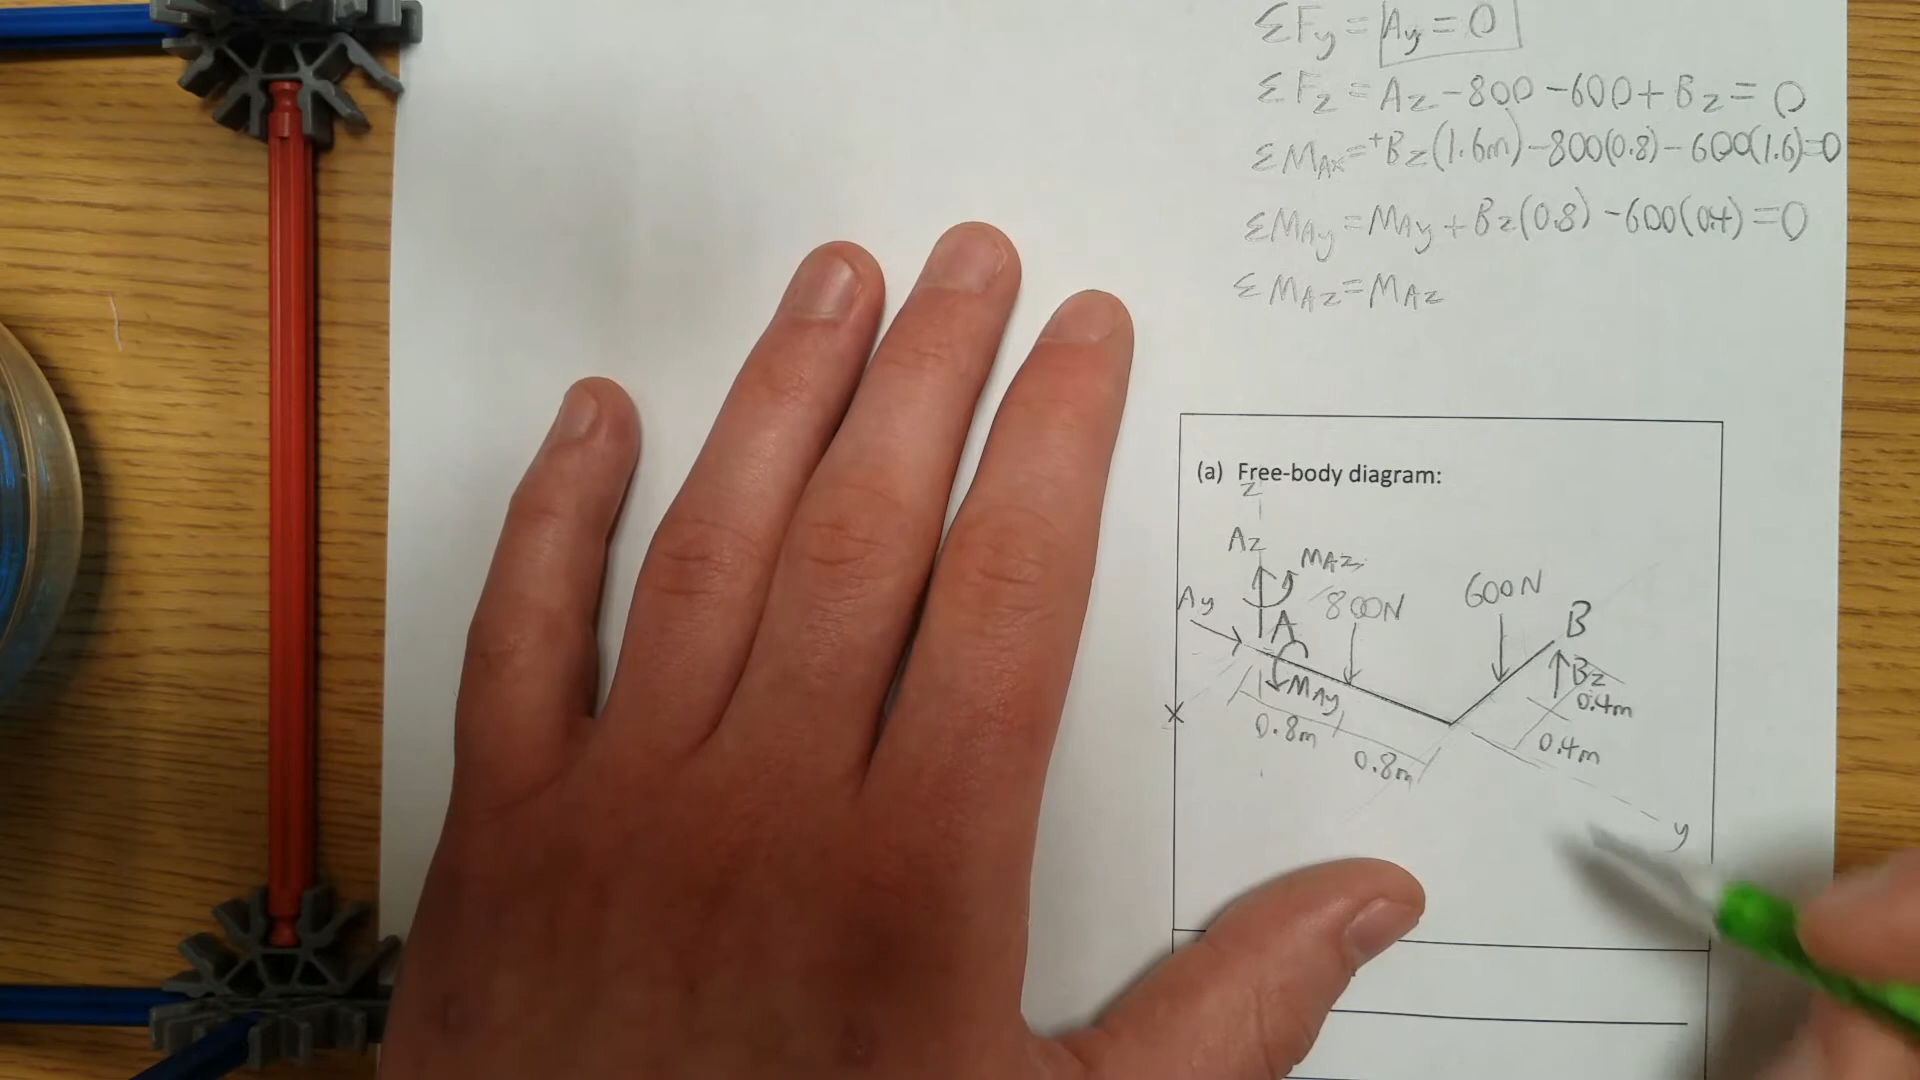 ΣFy = Ay = 0
ΣFz = Az - 800 - 600 + Bz = 0
ΣMAx = +Bz(1.6m) - 800(0.8) - 600(1.6) = 0
ΣMAy = MAy + Bz(0.8) - 600(0.4) = 0
ΣMAz = MAz
(a) Free-body diagram:
z
Az
MAz
Ay
800N
600N
A
B
MAy
Bz
x
0.8m
0.8m
0.4m
0.4m
y